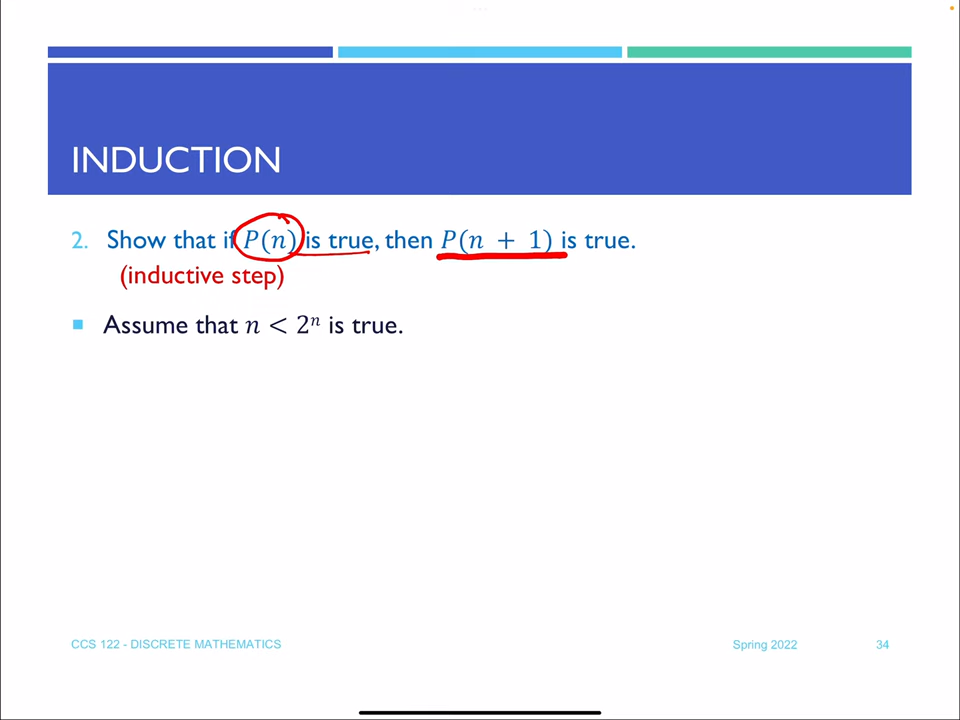 INDUCTION
2. Show that if P(n) is true, then P(n + 1) is true.
(inductive step)
Assume that n < 2ⁿ is true.
CCS 122 - DISCRETE MATHEMATICS Spring 2022 34